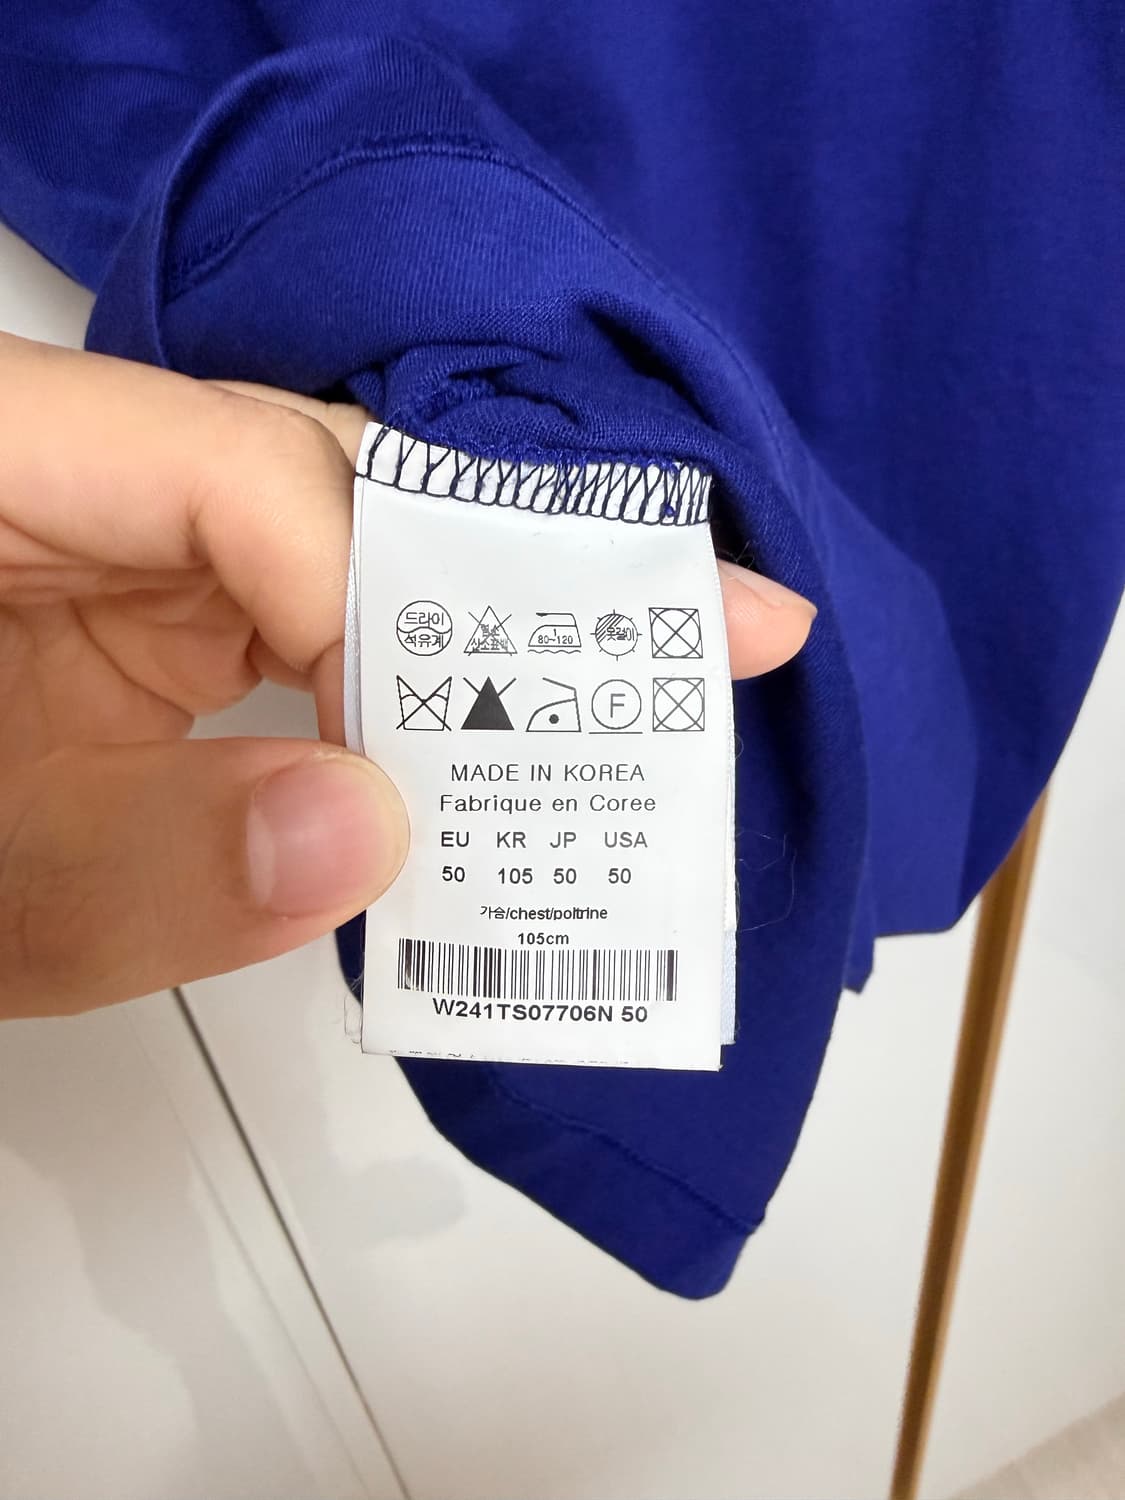 드라이
석유계
염소
산소표백
80~120
옷걸이
F
MADE IN KOREA
Fabrique en Coree
EU KR JP USA
50 105 50 50
가슴/chest/poitrine
105cm
W241TS07706N 50